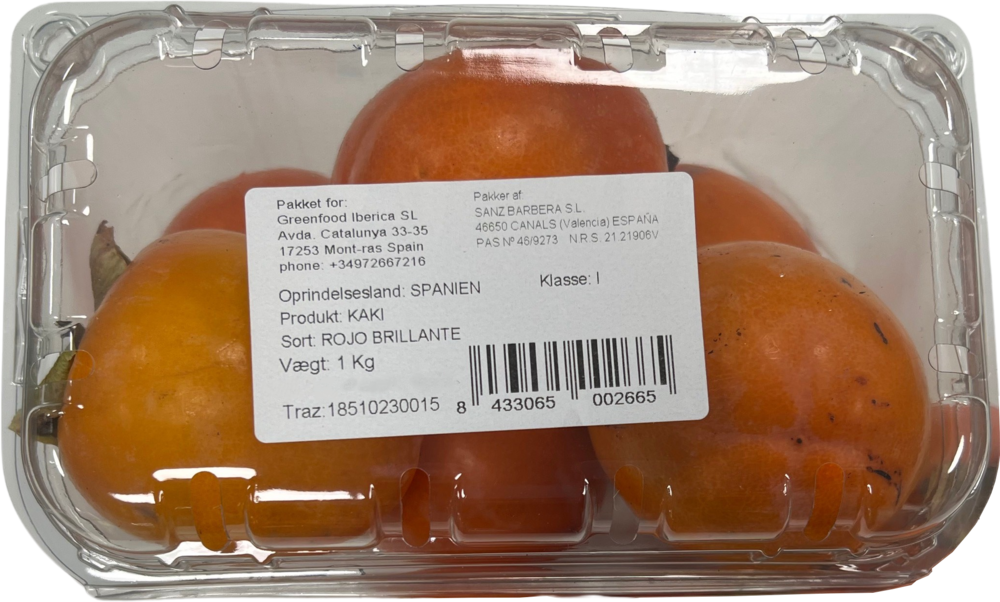 Pakket for:
Greenfood Iberica SL
Avda. Catalunya 33-35
17253 Mont-ras Spain
phone: +34972667216
Pakker af:
SANZ BARBERA S.L.
46650 CANALS (Valencia) ESPAÑA
PAS Nº 46/9273 N.R.S. 21.21906V
Oprindelsesland: SPANIEN
Klasse: I
Produkt: KAKI
Sort: ROJO BRILLANTE
Vægt: 1 Kg
Traz:18510230015
8 433065 002665